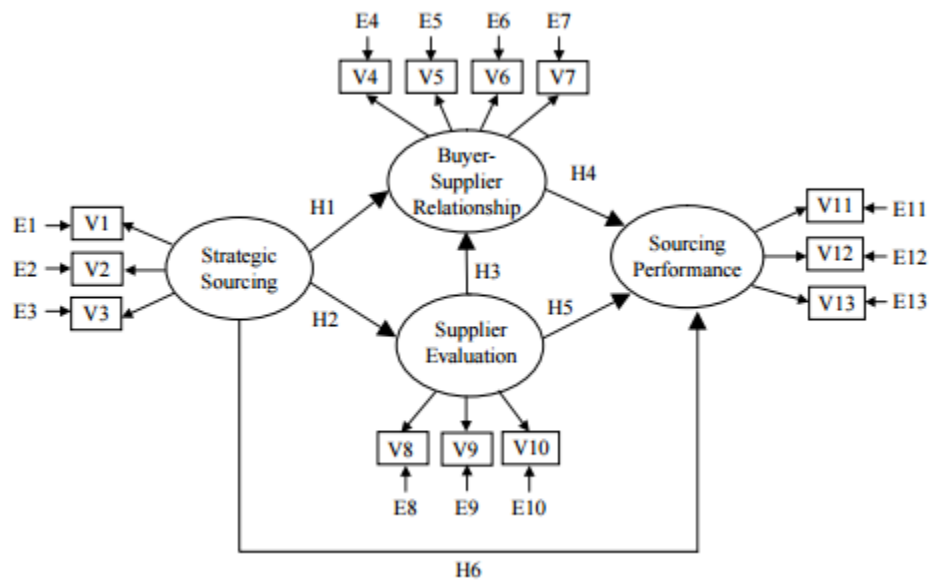 E4 E5 E6 E7
V4 V5 V6 V7
Buyer-
Supplier
Relationship
H4
H1
E1 V1
V11 E11
Strategic
Sourcing
Sourcing
Performance
E2 V2
V12 E12
H3
E3 V3
V13 E13
H2
H5
Supplier
Evaluation
V8 V9 V10
E8 E9 E10
H6